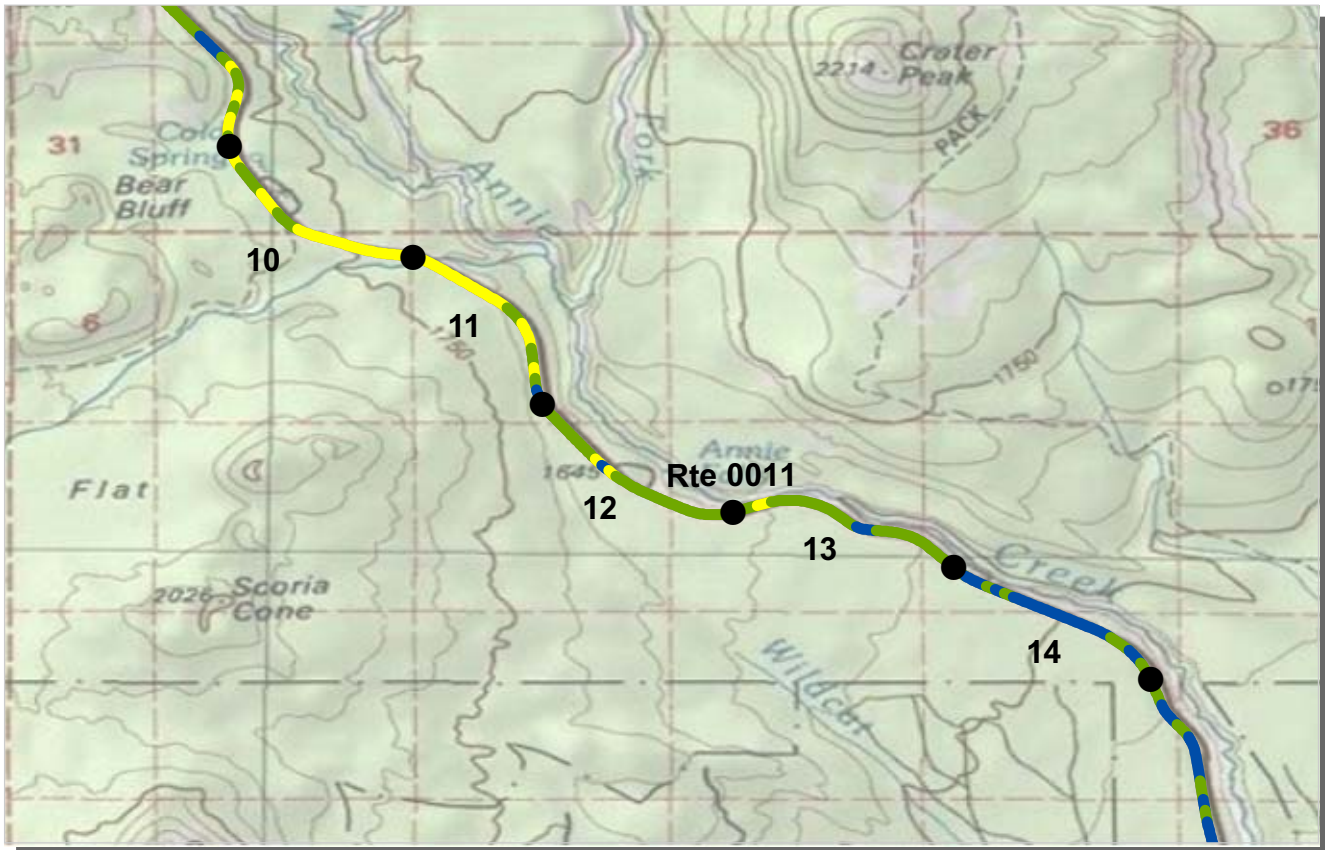 Crater
Peak
2214
PACK
36
31
Cold
Spring
Bear
Bluff
Annie
Fork
10
6
11
1750
Annie
Rte 0011
1645
12
Flat
13
Creek
2026
Scoria
Cone
14
Wildcat